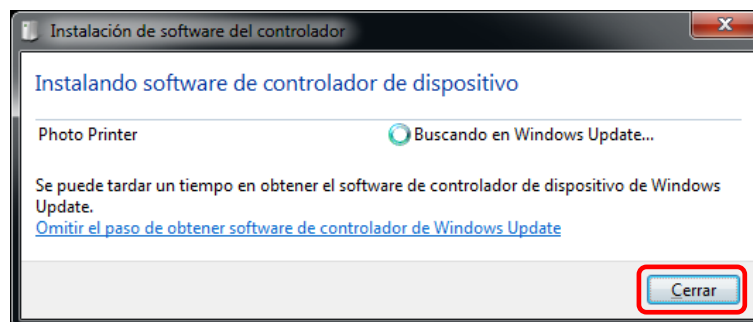 Instalación de software del controlador
Instalando software de controlador de dispositivo
Photo Printer
Buscando en Windows Update...
Se puede tardar un tiempo en obtener el software de controlador de dispositivo de Windows
Update.
Omitir el paso de obtener software de controlador de Windows Update
Cerrar